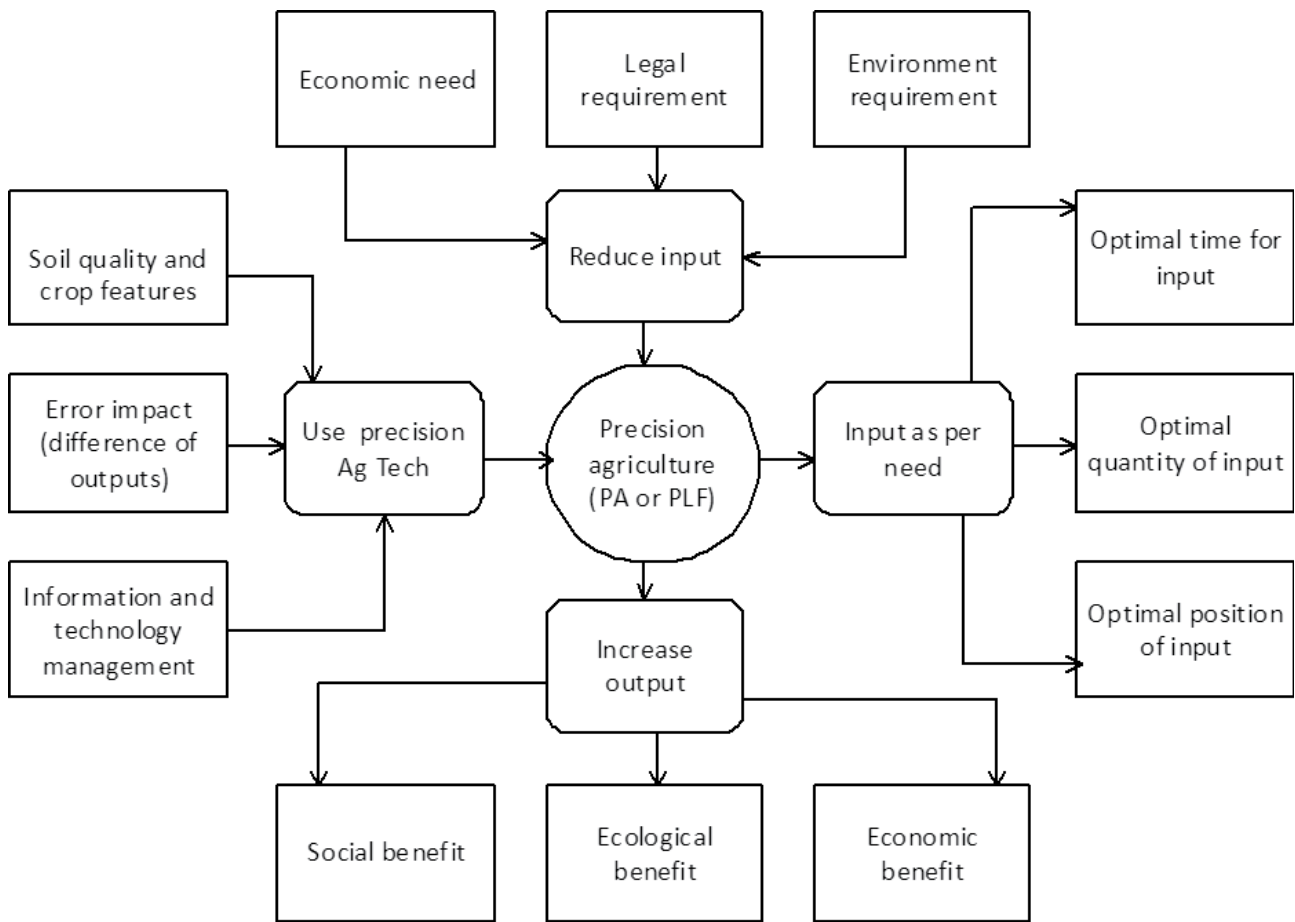 Economic need
Legal
requirement
Environment
requirement
Soil quality and
crop features
Reduce input
Optimal time for
input
Error impact
(difference of
outputs)
Use precision
Ag Tech
Precision
agriculture
(PA or PLF)
Input as per
need
Optimal
quantity of input
Information and
technology
management
Increase
output
Optimal position
of input
Social benefit
Ecological
benefit
Economic
benefit